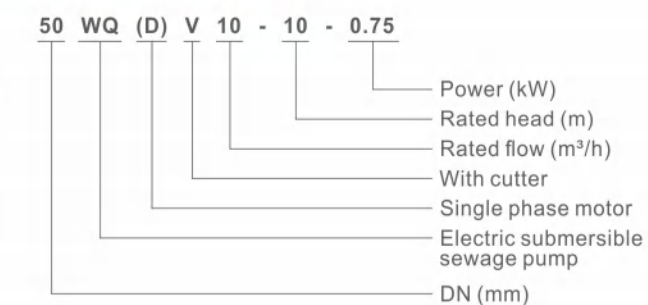 50 WQ (D) V 10 - 10 - 0.75
Power (kW)
Rated head (m)
Rated flow (m³/h)
With cutter
Single phase motor
Electric submersible
sewage pump
DN (mm)